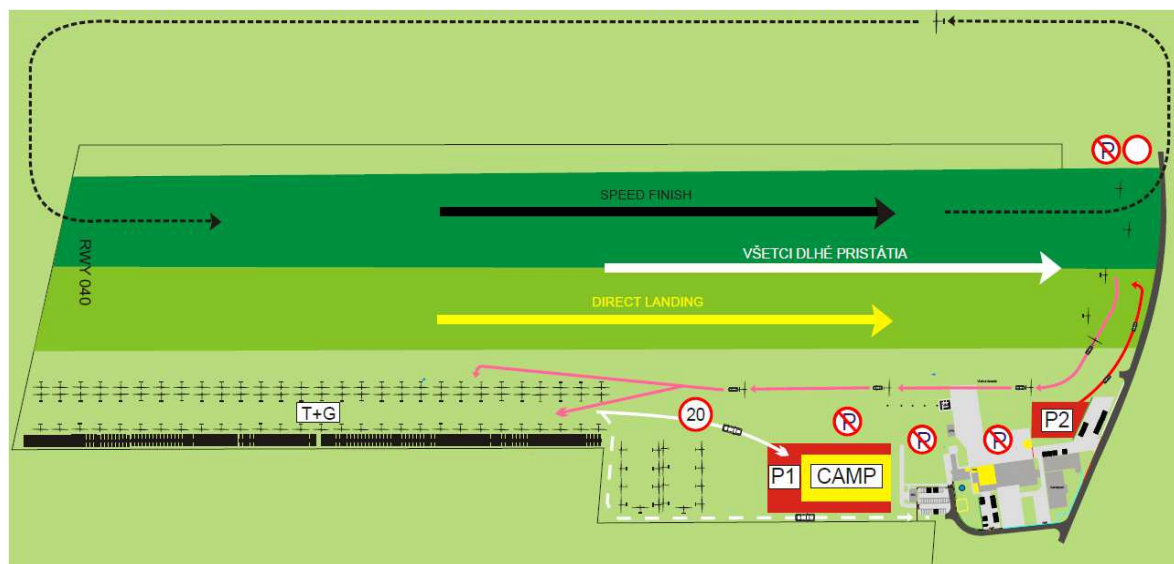 P
SPEED FINISH
VŠETCI DLHÉ PRISTÁTIA
RWY 040
DIRECT LANDING
T+G
20
P
P
P
P2
P1
CAMP